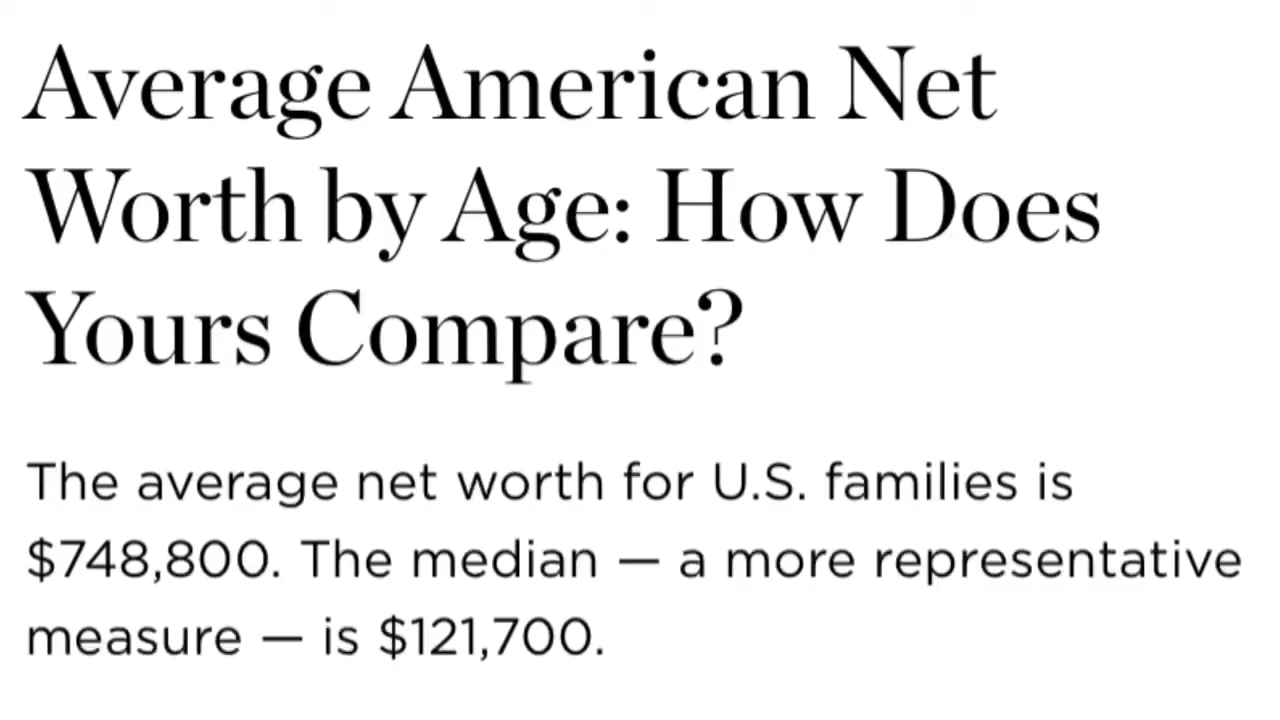 Average American Net
Worth by Age: How Does
Yours Compare?
The average net worth for U.S. families is
$748,800. The median — a more representative
measure — is $121,700.